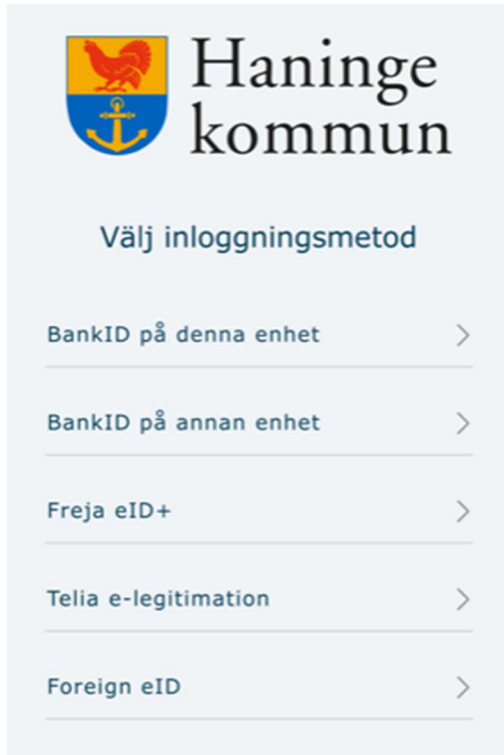 Haninge
kommun
Välj inloggningsmetod
BankID på denna enhet
BankID på annan enhet
Freja eID+
Telia e-legitimation
Foreign eID